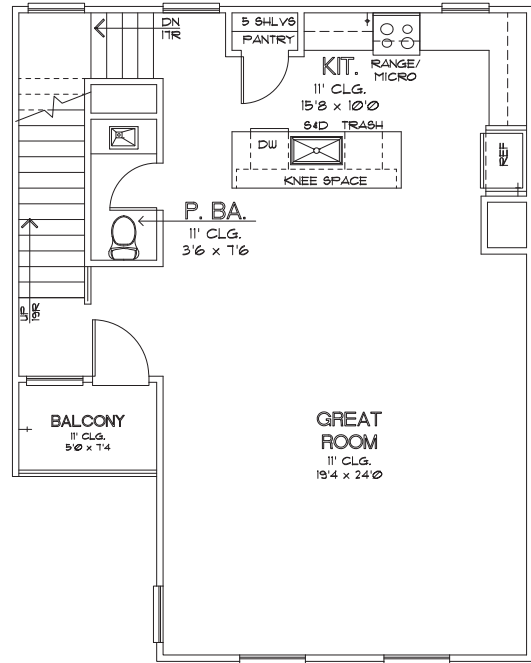 DN
17R
5 SHLVS
PANTRY
KIT.
11' CLG.
15'8 x 10'0
RANGE/
MICRO
S&D TRASH
DW
KNEE SPACE
REF
P. BA.
11' CLG.
3'6 x 7'6
UP
19R
BALCONY
11' CLG.
5'0 x 7'4
GREAT
ROOM
11' CLG.
19'4 x 24'0